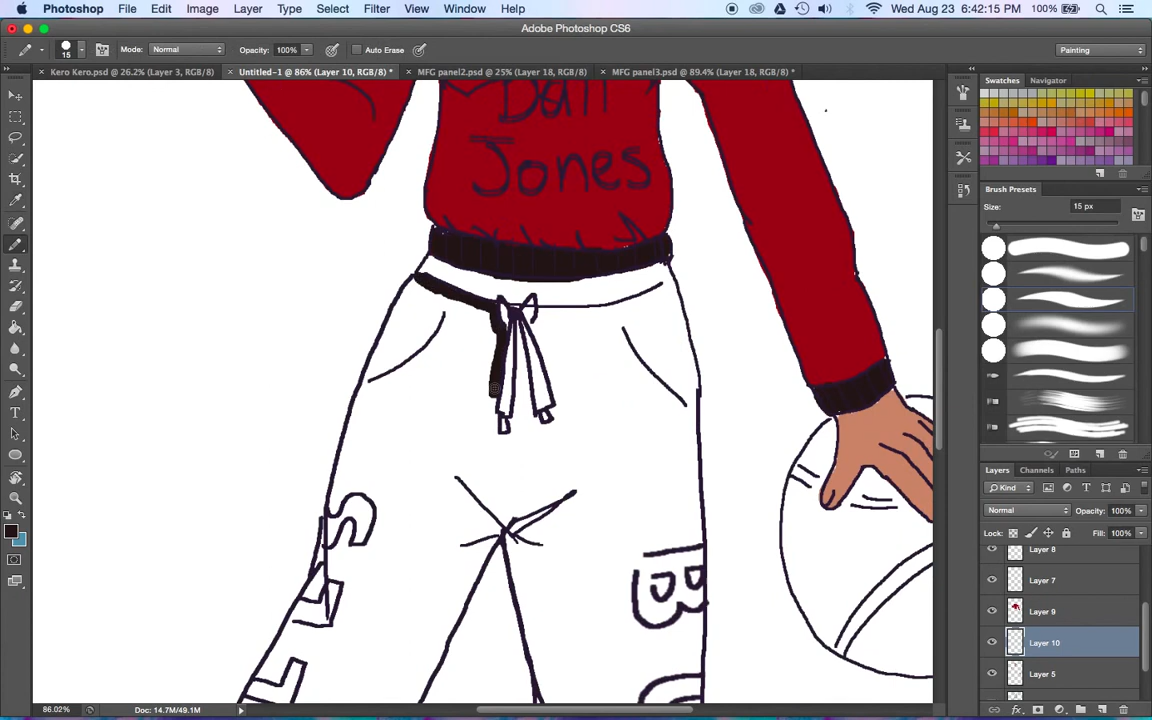 Photoshop File Edit Image Layer Type Select Filter View Window Help Wed Aug 23 6:42:15 PM 100%
Adobe Photoshop CS6
15 Mode: Normal Opacity: 100% Auto Erase Painting
Kero Kero.psd @ 26.2% (Layer 3, RGB/8) Untitled-1 @ 86% (Layer 10, RGB/8) * MFG panel2.psd @ 25% (Layer 18, RGB/8) MFG panel3.psd @ 89.4% (Layer 18, RGB/8) *
Swatches Navigator
Jones
Brush Presets
Size: 15 px
S
B
L
L
Layers Channels Paths
Kind
Normal Opacity: 100%
Lock: Fill: 100%
Layer 8
Layer 7
Layer 9
Layer 10
Layer 5
86.02% Doc: 14.7M/49.1M